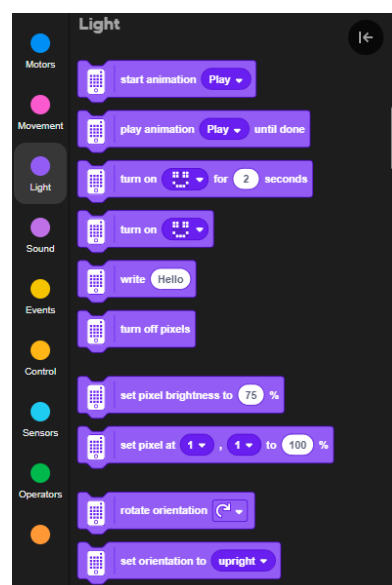 Light
Motors
start animation Play
Movement
play animation Play until done
Light
turn on for 2 seconds
Sound
turn on
write Hello
Events
turn off pixels
Control
set pixel brightness to 75 %
Sensors
set pixel at 1 , 1 to 100 %
Operators
rotate orientation
set orientation to upright